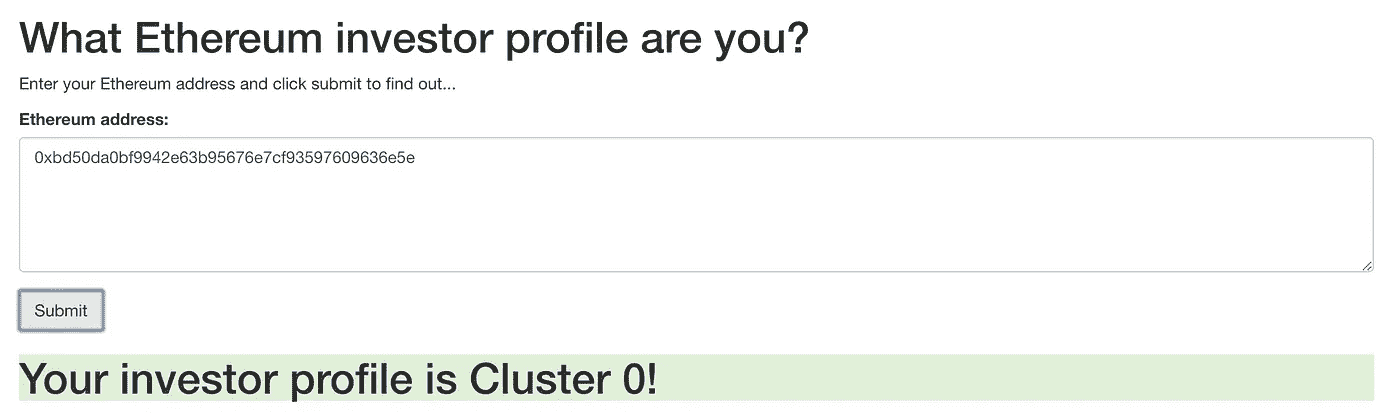 What Ethereum investor profile are you?
Enter your Ethereum address and click submit to find out...
Ethereum address:
0xbd50da0bf9942e63b95676e7cf93597609636e5e
Submit
Your investor profile is Cluster 0!